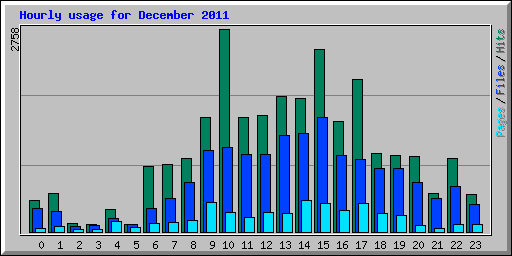 Hourly usage for December 2011
2758
Pages / Files / Hits
0 1 2 3 4 5 6 7 8 9 10 11 12 13 14 15 16 17 18 19 20 21 22 23